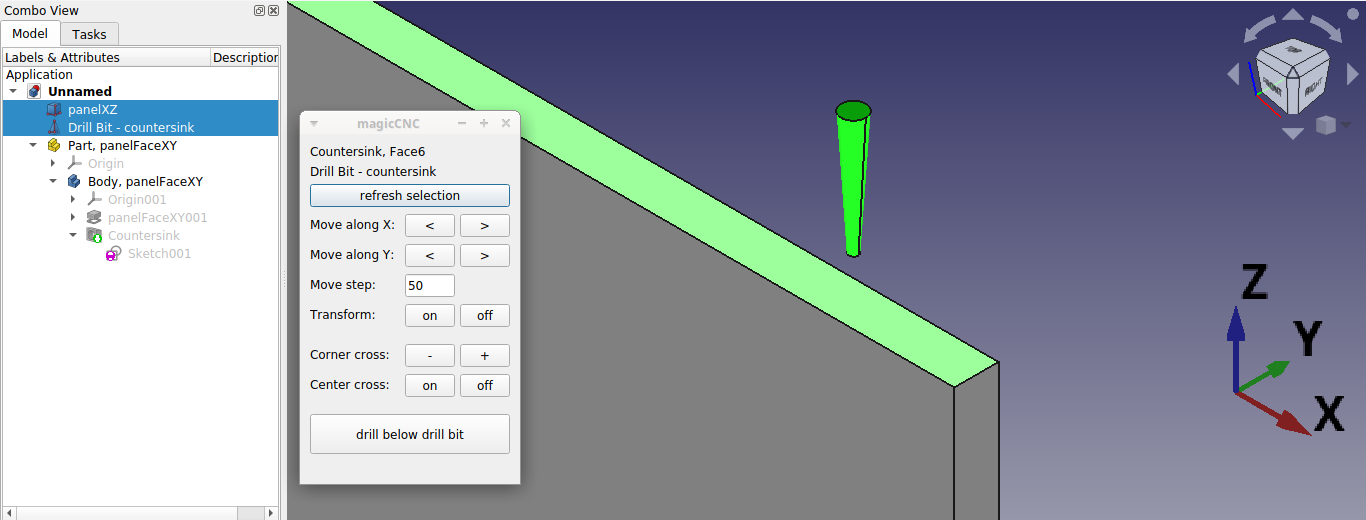 Combo View
Model
Tasks
Labels & Attributes
Description
Application
Unnamed
panelXZ
Drill Bit - countersink
Part, panelFaceXY
Origin
Body, panelFaceXY
Origin001
panelFaceXY001
Countersink
Sketch001
magicCNC
Countersink, Face6
Drill Bit - countersink
refresh selection
Move along X: < >
Move along Y: < >
Move step: 50
Transform: on off
Corner cross: - +
Center cross: on off
drill below drill bit
FRONT
RIGHT
Z
Y
X